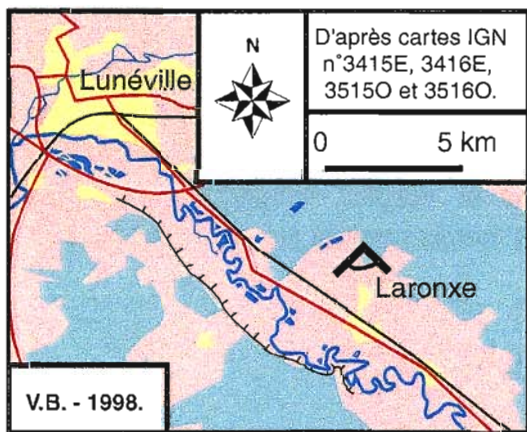 Lunéville
N
D'après cartes IGN
n°3415E, 3416E,
3515O et 3516O.
0 5 km
Laronxe
V.B. - 1998.